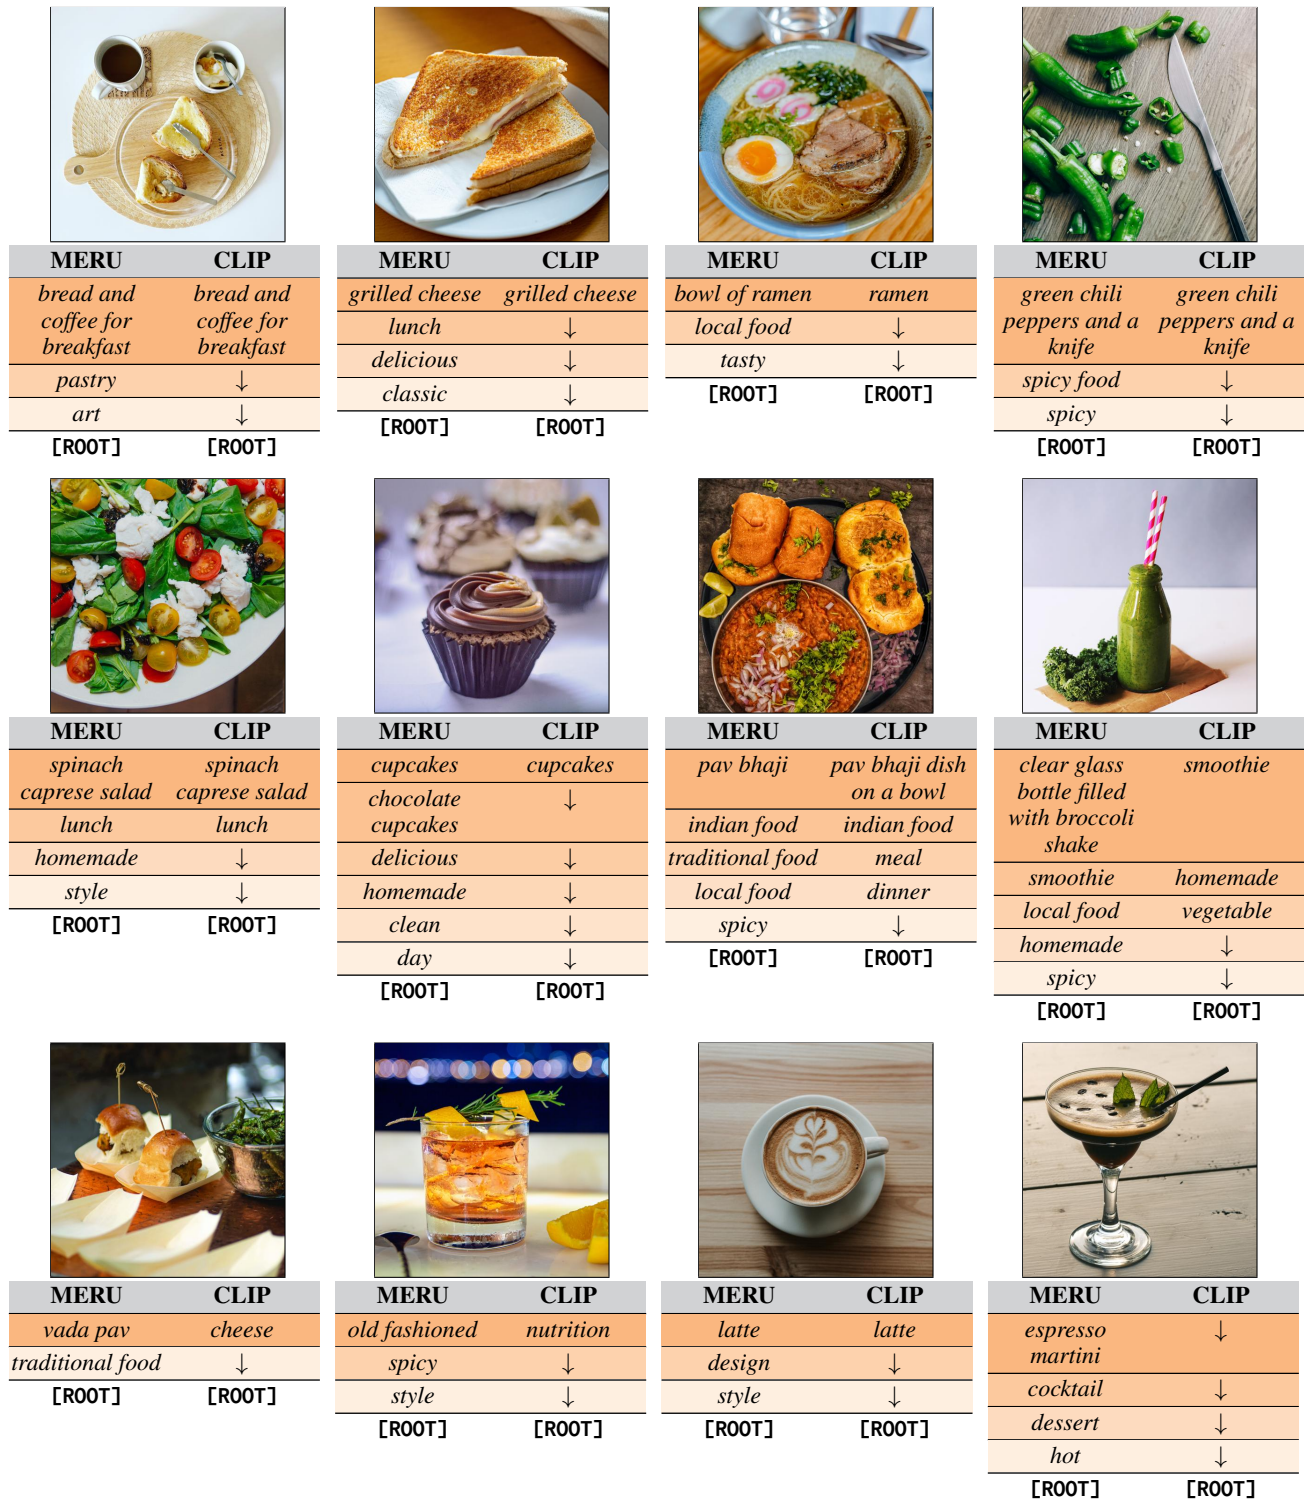 MERU CLIP
bread and bread and
coffee for coffee for
breakfast breakfast
pastry ↓
art ↓
[ROOT] [ROOT]
MERU CLIP
grilled cheese grilled cheese
lunch ↓
delicious ↓
classic ↓
[ROOT] [ROOT]
MERU CLIP
bowl of ramen ramen
local food ↓
tasty ↓
[ROOT] [ROOT]
MERU CLIP
green chili green chili
peppers and a peppers and a
knife knife
spicy food ↓
spicy ↓
[ROOT] [ROOT]
MERU CLIP
spinach spinach
caprese salad caprese salad
lunch lunch
homemade ↓
style ↓
[ROOT] [ROOT]
MERU CLIP
cupcakes cupcakes
chocolate ↓
cupcakes
delicious ↓
homemade ↓
clean ↓
day ↓
[ROOT] [ROOT]
MERU CLIP
pav bhaji pav bhaji dish
on a bowl
indian food indian food
traditional food meal
local food dinner
spicy ↓
[ROOT] [ROOT]
MERU CLIP
clear glass smoothie
bottle filled
with broccoli
shake
smoothie homemade
local food vegetable
homemade ↓
spicy ↓
[ROOT] [ROOT]
MERU CLIP
vada pav cheese
traditional food ↓
[ROOT] [ROOT]
MERU CLIP
old fashioned nutrition
spicy ↓
style ↓
[ROOT] [ROOT]
MERU CLIP
latte latte
design ↓
style ↓
[ROOT] [ROOT]
MERU CLIP
espresso ↓
martini
cocktail ↓
dessert ↓
hot ↓
[ROOT] [ROOT]